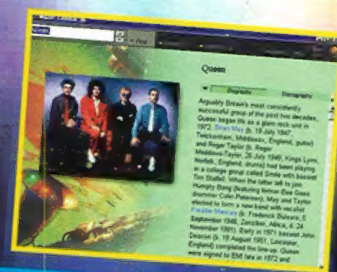 Queen
Find
Queen
Biography
Discography
Arguably Britain's most consistently
successful group of the past two decades,
Queen began life as a glam rock unit in
1972. Brian May (b. 19 July 1947,
Twickenham, Middlesex, England; guitar)
and Roger Taylor (b. Roger
Meddows-Taylor, 26 July 1949, Kings Lynn,
Norfolk, England; drums) had been playing
in a college group called Smile with bassist
Tim Staffell. When the latter left to join
Humpty Bong (featuring former Bee Gees
drummer Colin Petersen), May and Taylor
elected to form a new band with vocalist
Freddie Mercury (b. Frederick Bulsara, 5
September 1946, Zanzibar, Africa, d. 24
November 1991). Early in 1971 bassist John
Deacon (b. 19 August 1951, Leicester,
England) completed the line-up. Queen
were signed to EMI late in 1972 and